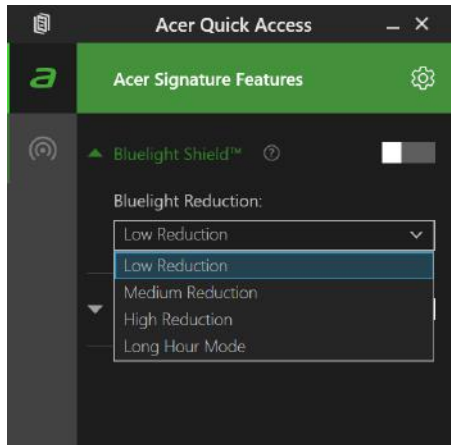 Acer Quick Access
a
Acer Signature Features
Bluelight Shield™ ?
Bluelight Reduction:
Low Reduction
Low Reduction
Medium Reduction
High Reduction
Long Hour Mode